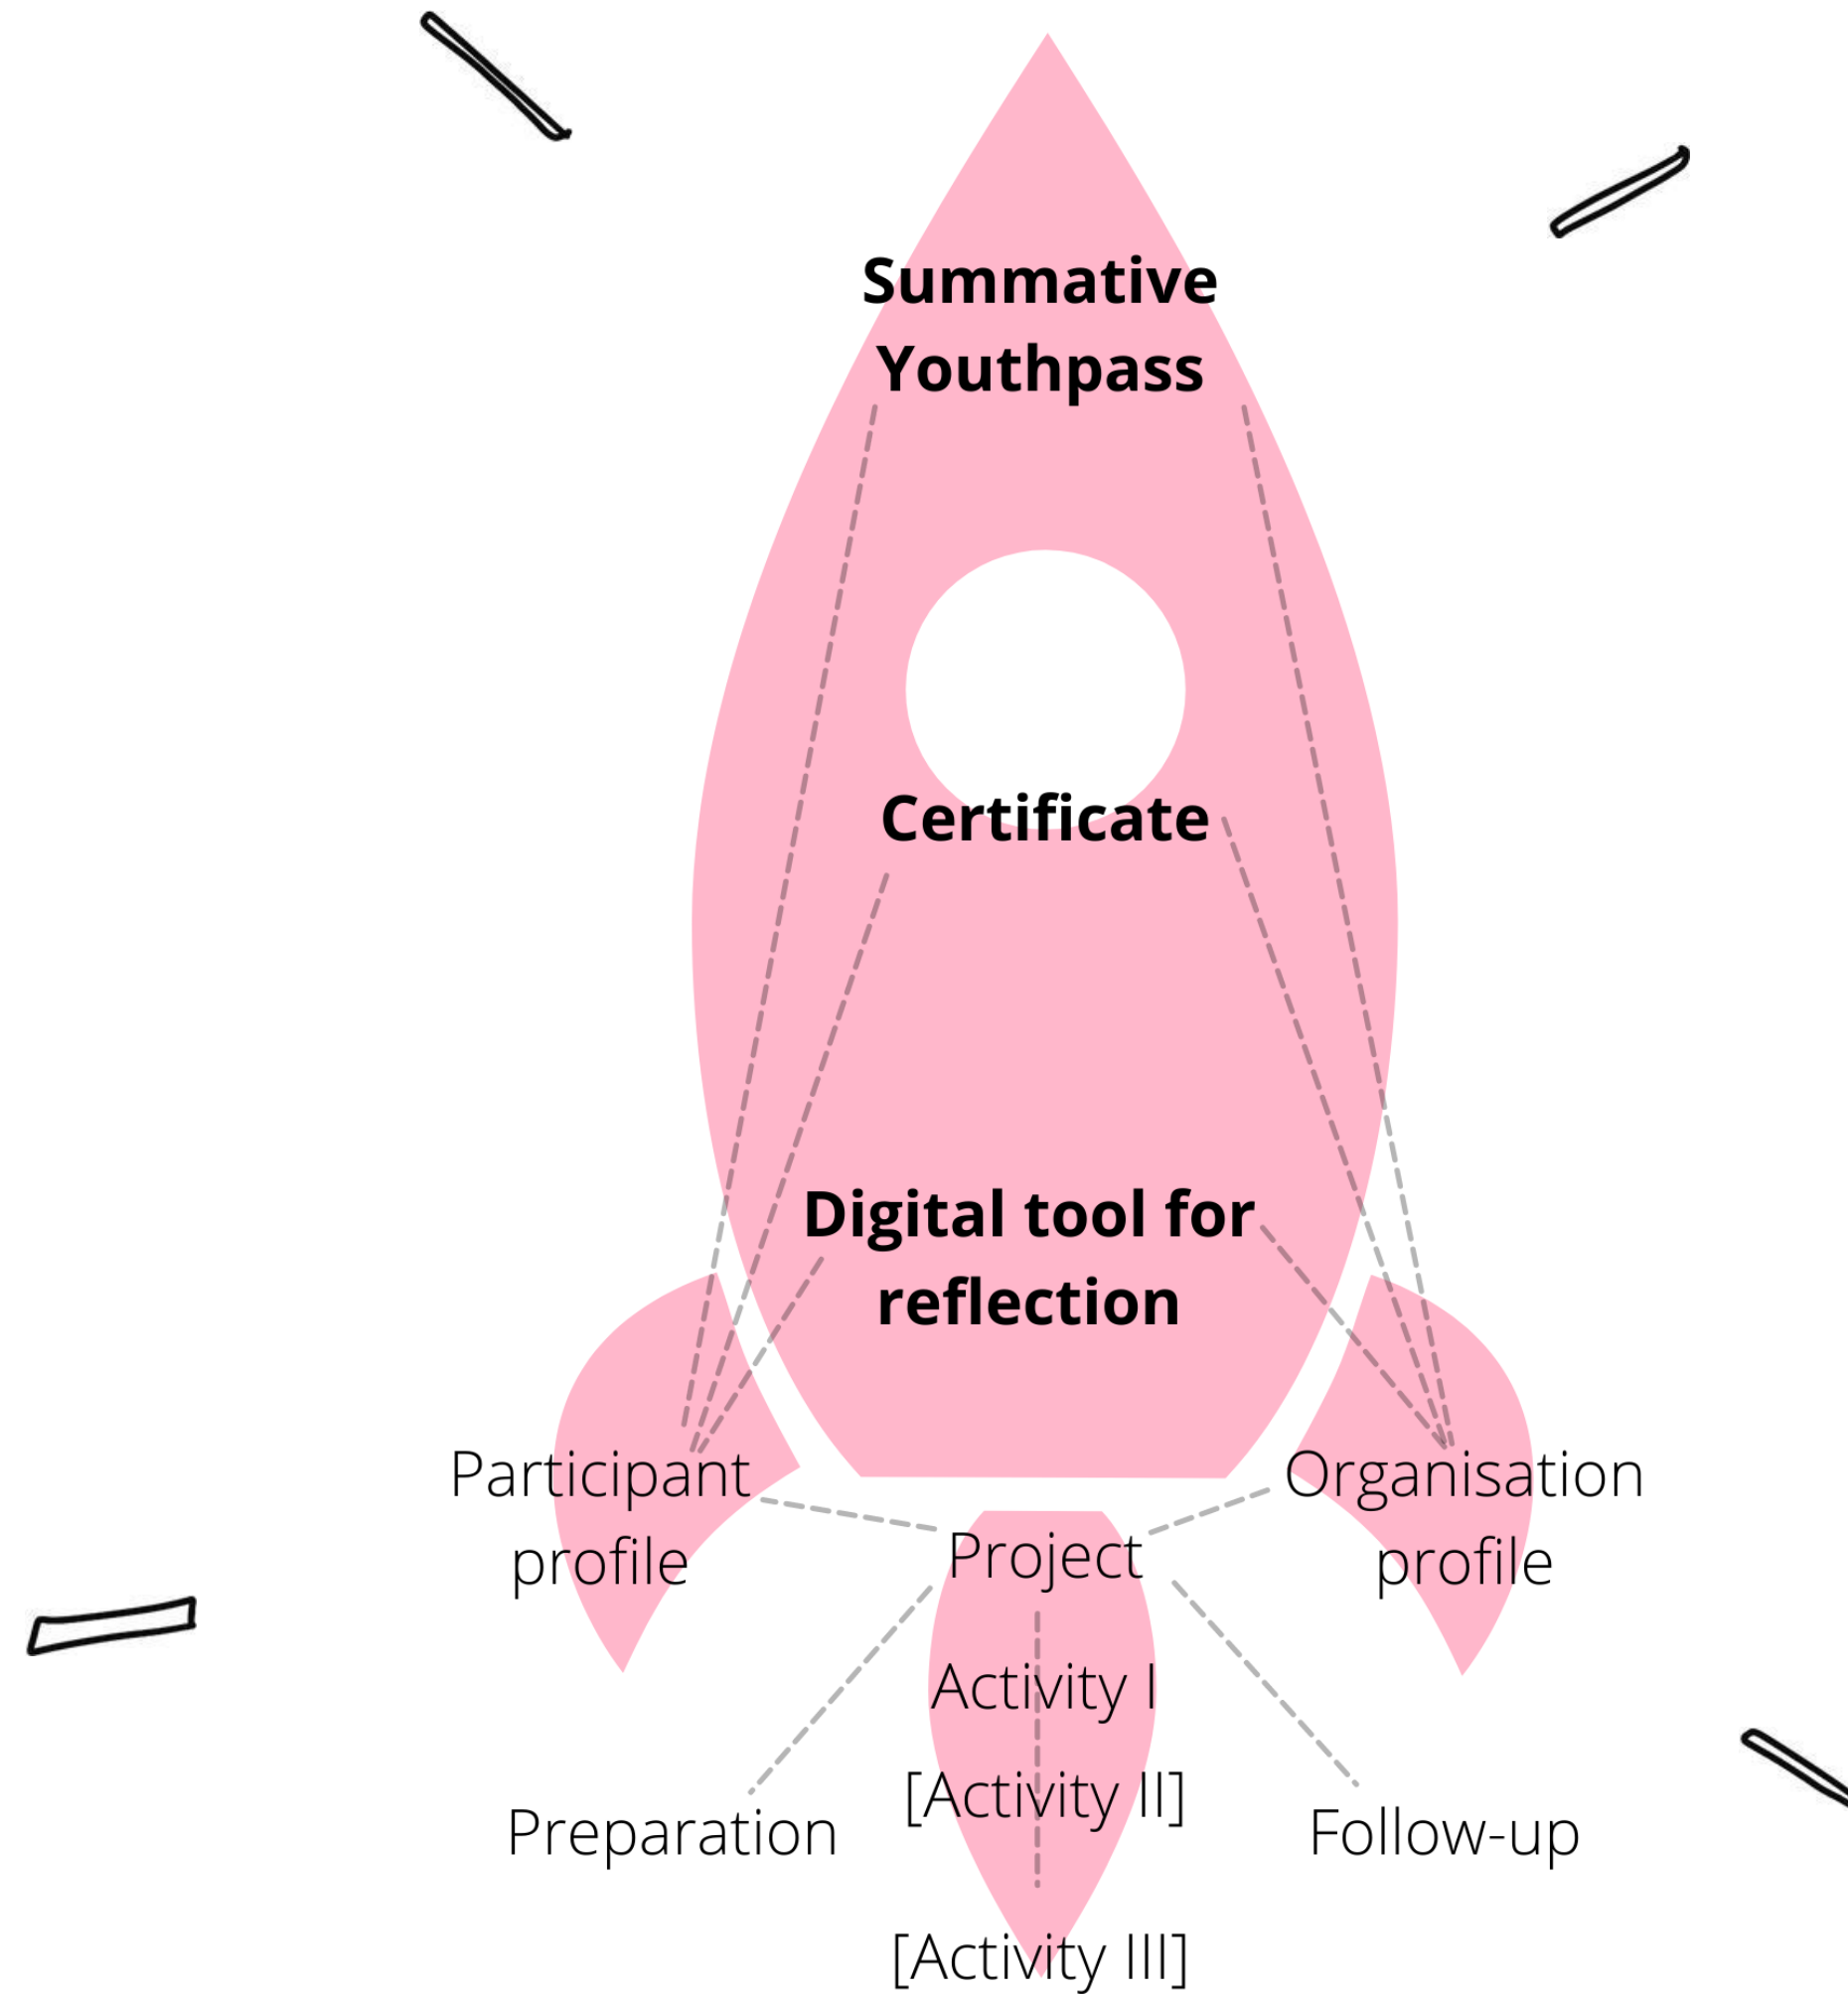 Summative
Youthpass
Certificate
Digital tool for
reflection
Participant
profile
Organisation
profile
Project
Activity I
[Activity II]
Preparation
Follow-up
[Activity III]